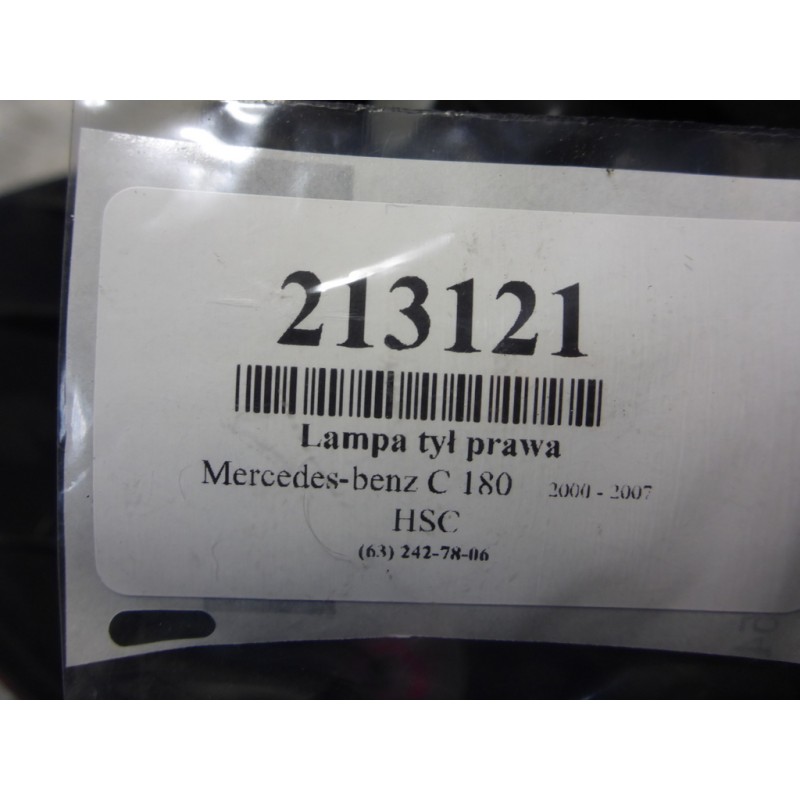 213121
Lampa tył prawa
Mercedes-benz C 180 2000 - 2007
HSC
(63) 242-78-06